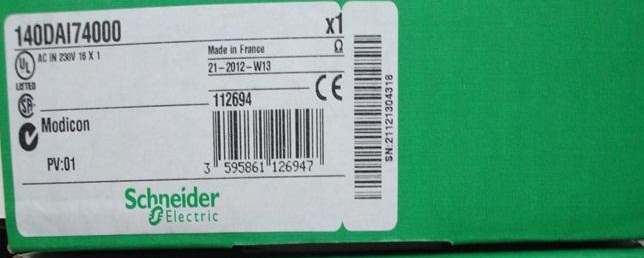 140DAI74000
x1
Ω
AC IN 230V 16 X 1
Made in France
21-2012-W13
UL
LISTED
CE
112694
Modicon
PV:01
3 595861 126947
SN:21121304318
Schneider
Electric